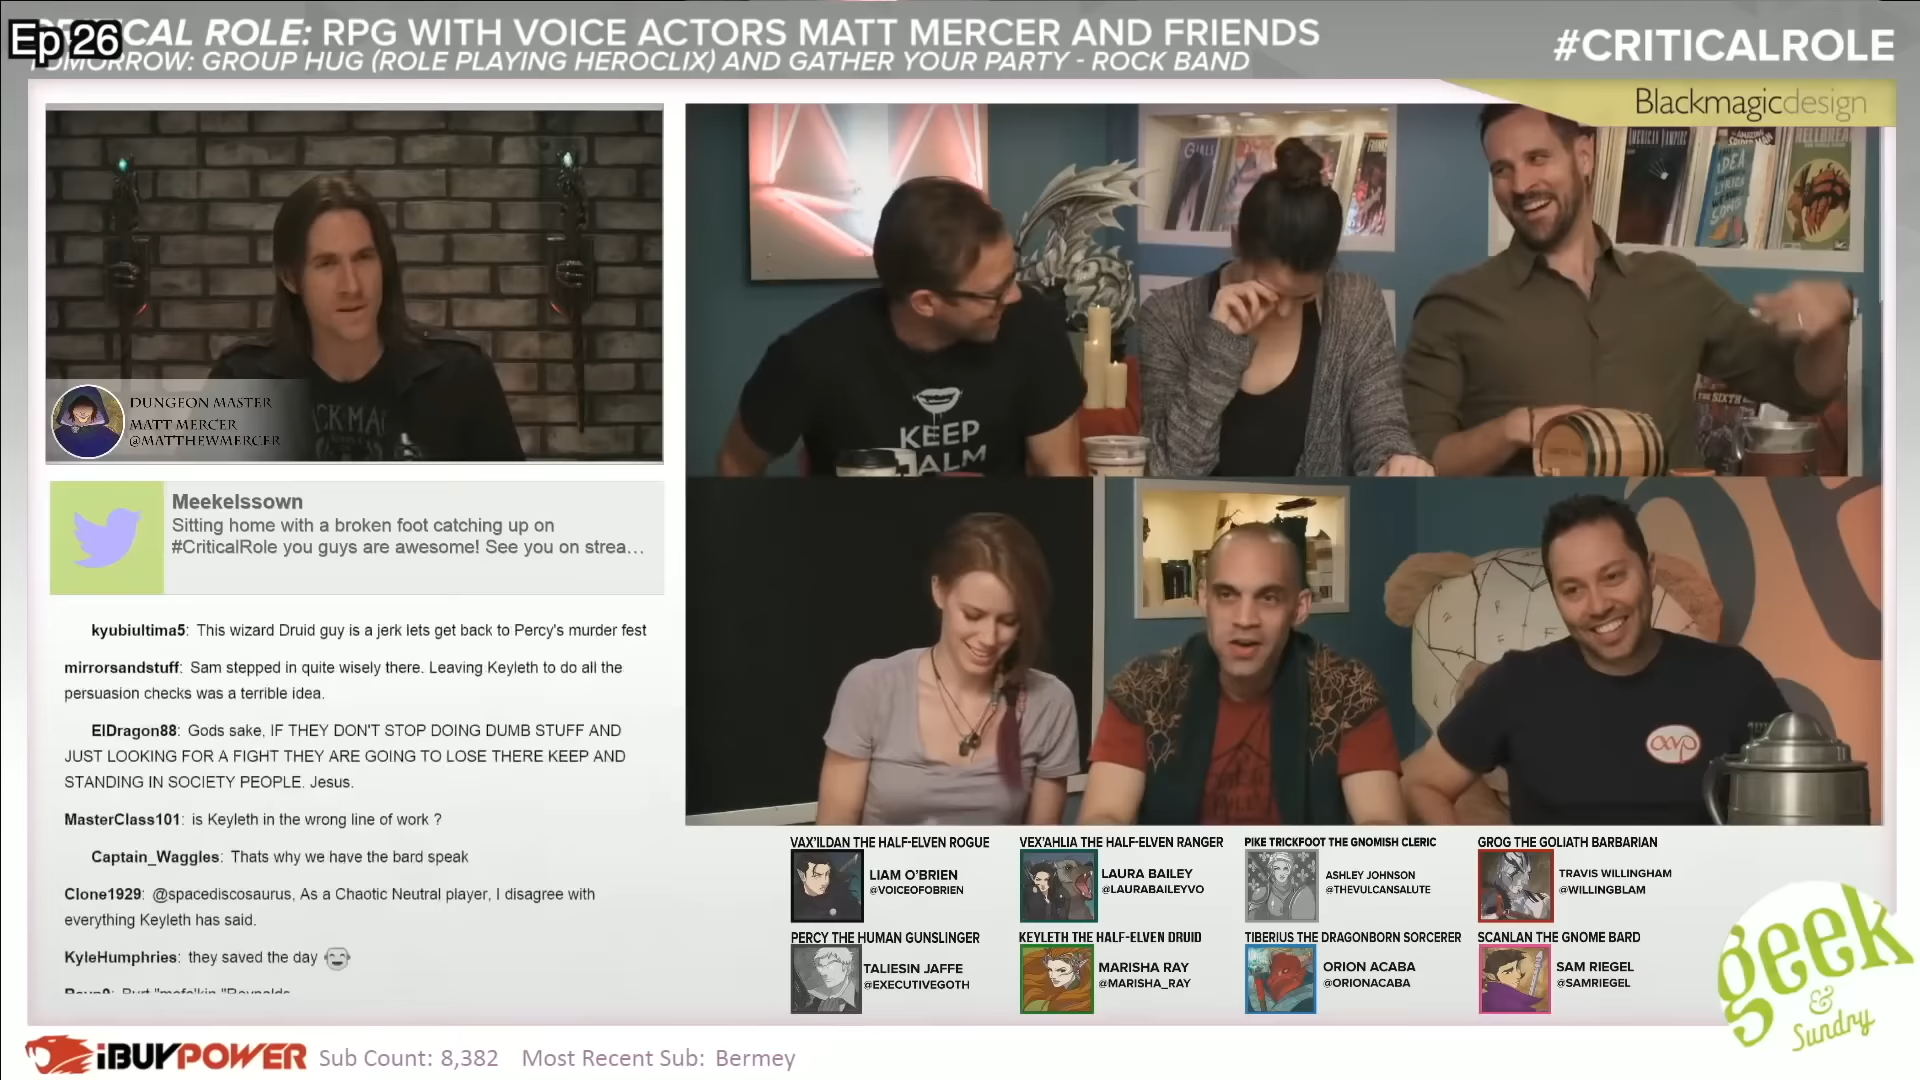 Ep 26
CAL ROLE: RPG WITH VOICE ACTORS MATT MERCER AND FRIENDS
TOMORROW: GROUP HUG (ROLE PLAYING HEROCLIX) AND GATHER YOUR PARTY - ROCK BAND
#CRITICALROLE
Blackmagicdesign
DUNGEON MASTER
MATT MERCER
@MATTHEWMERCER
KEEP
CALM
GIRLS
AMERICAN VAMPIRE
THE SIXTH
MeekeIssown
Sitting home with a broken foot catching up on
#CriticalRole you guys are awesome! See you on strea...
kyubiultima5: This wizard Druid guy is a jerk lets get back to Percy's murder fest
mirrorsandstuff: Sam stepped in quite wisely there. Leaving Keyleth to do all the
persuasion checks was a terrible idea.
ElDragon88: Gods sake, IF THEY DON'T STOP DOING DUMB STUFF AND
JUST LOOKING FOR A FIGHT THEY ARE GOING TO LOSE THERE KEEP AND
STANDING IN SOCIETY PEOPLE. Jesus.
MasterClass101: is Keyleth in the wrong line of work ?
Captain_Waggles: Thats why we have the bard speak
Clone1929: @spacediscosaurus, As a Chaotic Neutral player, I disagree with
everything Keyleth has said.
KyleHumphries: they saved the day
VAX'ILDAN THE HALF-ELVEN ROGUE
LIAM O'BRIEN
@VOICEOFOBRIEN
VEX'AHLIA THE HALF-ELVEN RANGER
LAURA BAILEY
@LAURABAILEYVO
PIKE TRICKFOOT THE GNOMISH CLERIC
ASHLEY JOHNSON
@THEVULCANSALUTE
GROG THE GOLIATH BARBARIAN
TRAVIS WILLINGHAM
@WILLINGBLAM
PERCY THE HUMAN GUNSLINGER
TALIESIN JAFFE
@EXECUTIVEGOTH
KEYLETH THE HALF-ELVEN DRUID
MARISHA RAY
@MARISHA_RAY
TIBERIUS THE DRAGONBORN SORCERER
ORION ACABA
@ORIONACABA
SCANLAN THE GNOME BARD
SAM RIEGEL
@SAMRIEGEL
geek
&
Sundry
iBUYPOWER
Sub Count: 8,382 Most Recent Sub: Bermey